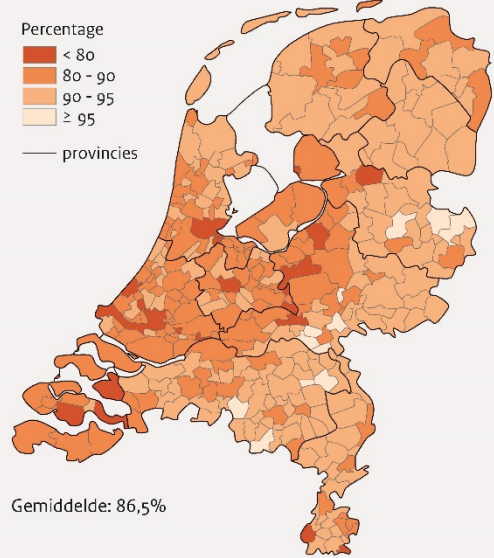 Percentage
< 80
80 - 90
90 - 95
≥ 95
provincies
Gemiddelde: 86,5%